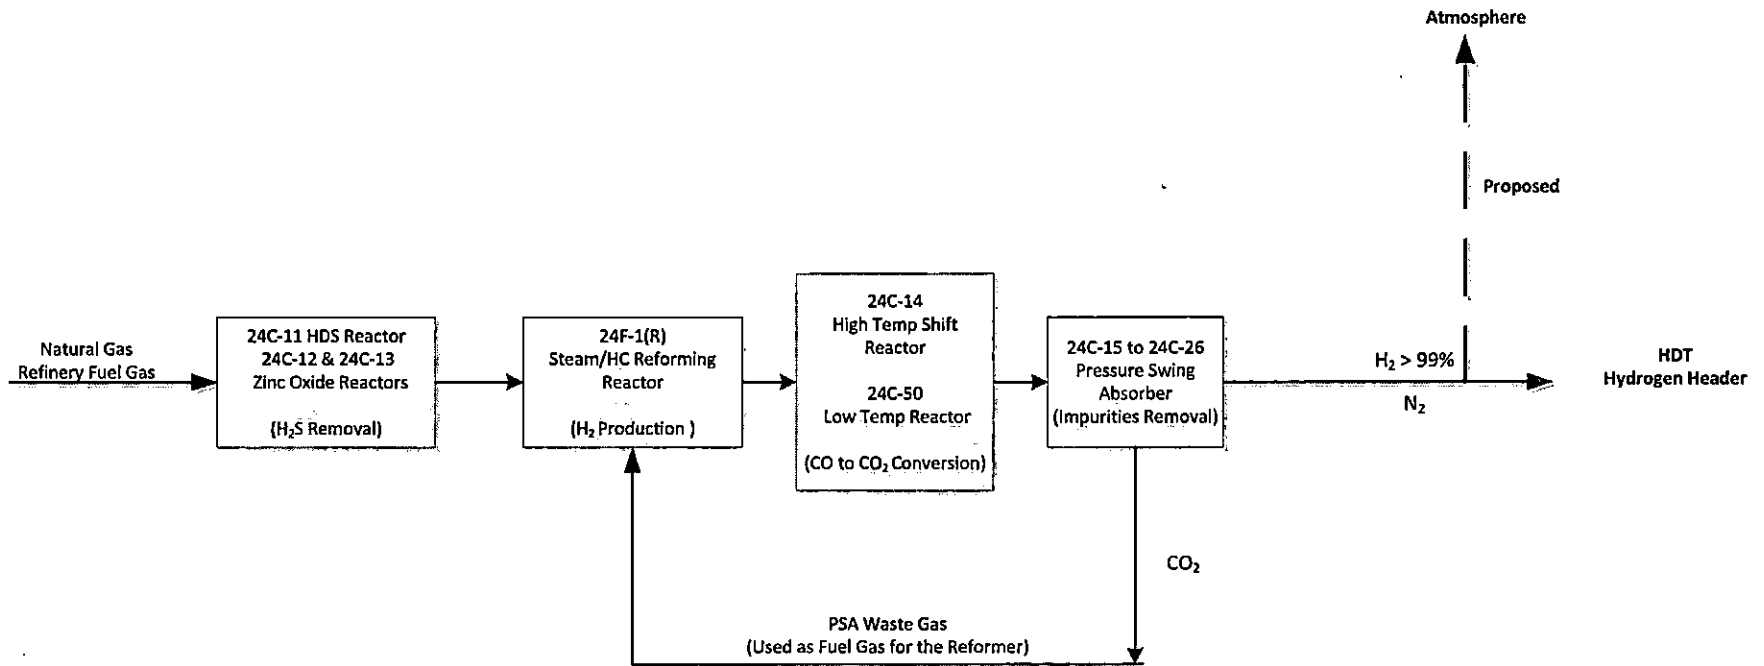 Atmosphere
Proposed
Natural Gas
Refinery Fuel Gas
24C-11 HDS Reactor
24C-12 & 24C-13
Zinc Oxide Reactors
(H₂S Removal)
24F-1(R)
Steam/HC Reforming
Reactor
(H₂ Production )
24C-14
High Temp Shift
Reactor
24C-50
Low Temp Reactor
(CO to CO₂ Conversion)
24C-15 to 24C-26
Pressure Swing
Absorber
(Impurities Removal)
H₂ > 99%
N₂
HDT
Hydrogen Header
CO₂
PSA Waste Gas
(Used as Fuel Gas for the Reformer)